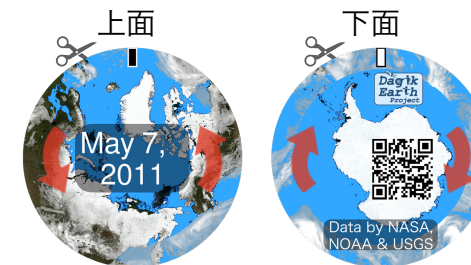 上面
下面
May 7,
2011
Dagik
Earth
Project
Data by NASA,
NOAA & USGS